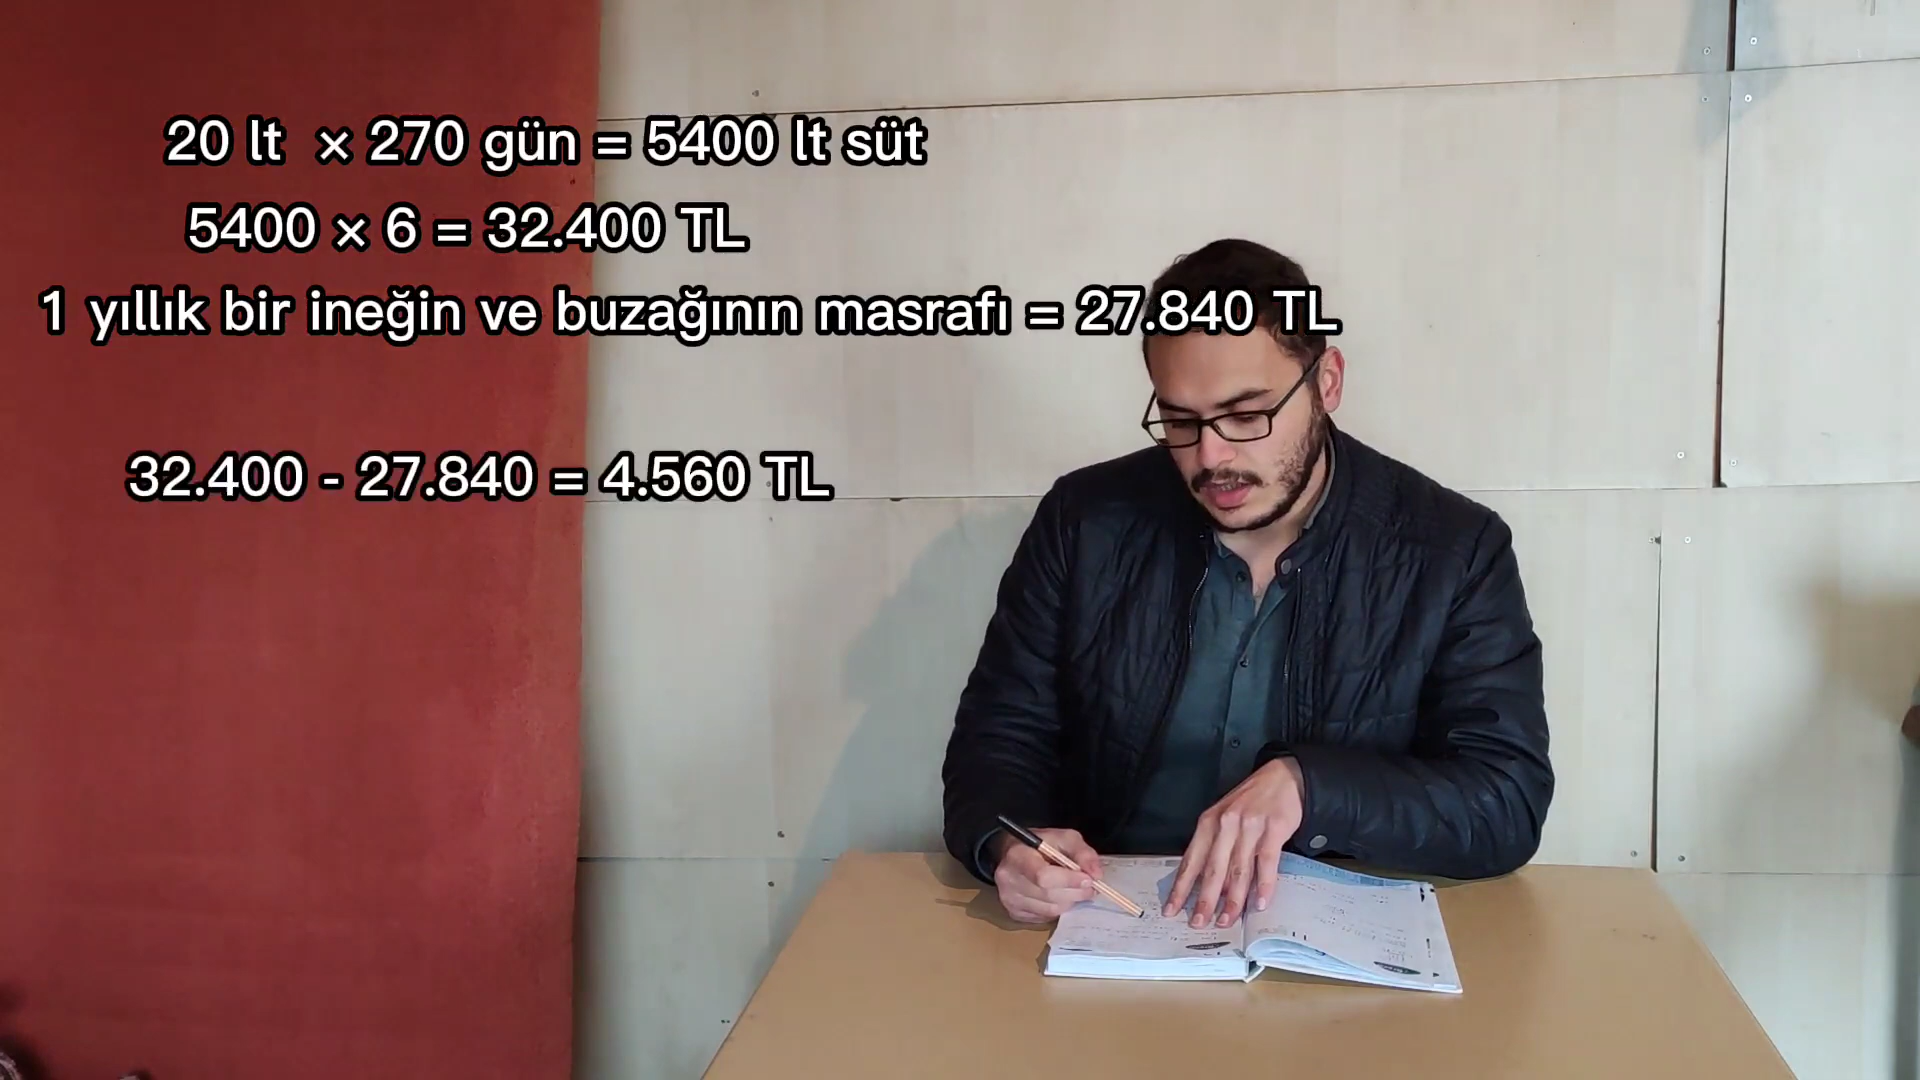 20 lt × 270 gün = 5400 lt süt
5400 × 6 = 32.400 TL
1 yıllık bir ineğin ve buzağının masrafı = 27.840 TL
32.400 - 27.840 = 4.560 TL